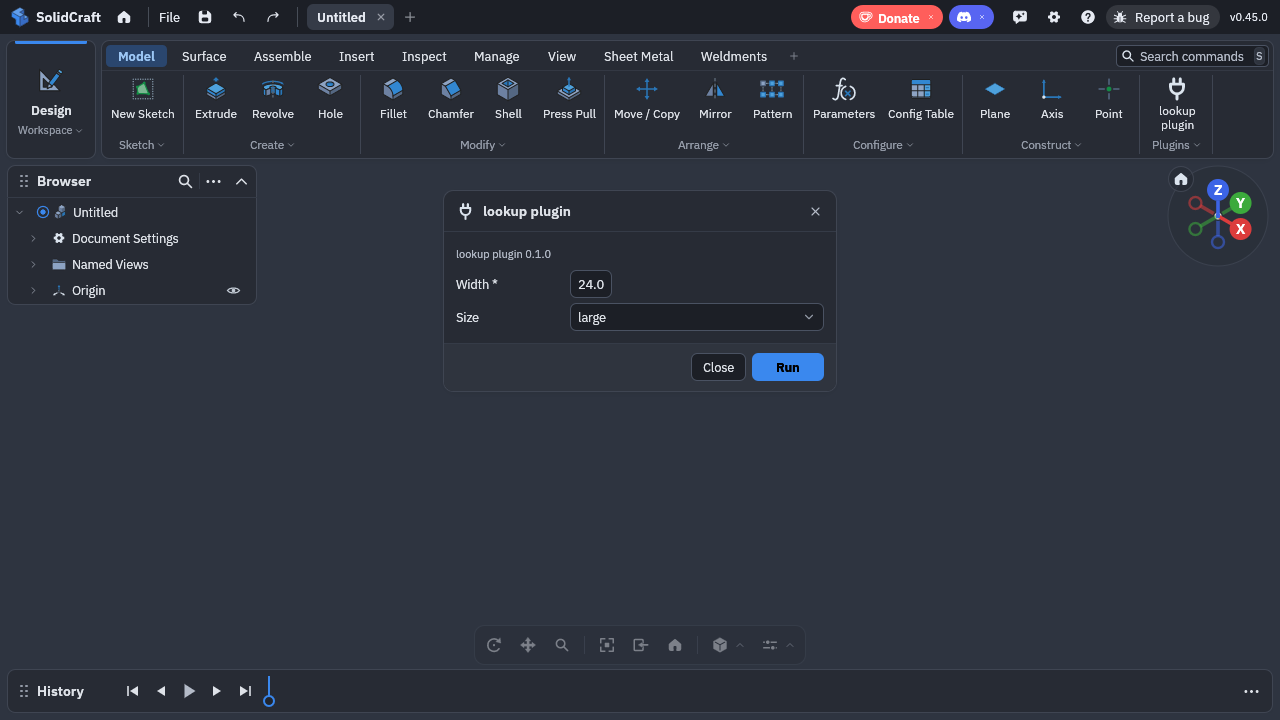 SolidCraft
File
Untitled
Donate
Report a bug
v0.45.0
Design
Workspace
Model
Surface
Assemble
Insert
Inspect
Manage
View
Sheet Metal
Weldments
Search commands
S
New Sketch
Extrude
Revolve
Hole
Fillet
Chamfer
Shell
Press Pull
Move / Copy
Mirror
Pattern
Parameters
Config Table
Plane
Axis
Point
lookup
plugin
Sketch
Create
Modify
Arrange
Configure
Construct
Plugins
Browser
Untitled
Document Settings
Named Views
Origin
lookup plugin
lookup plugin 0.1.0
Width *
24.0
Size
large
Close
Run
Z
Y
X
History